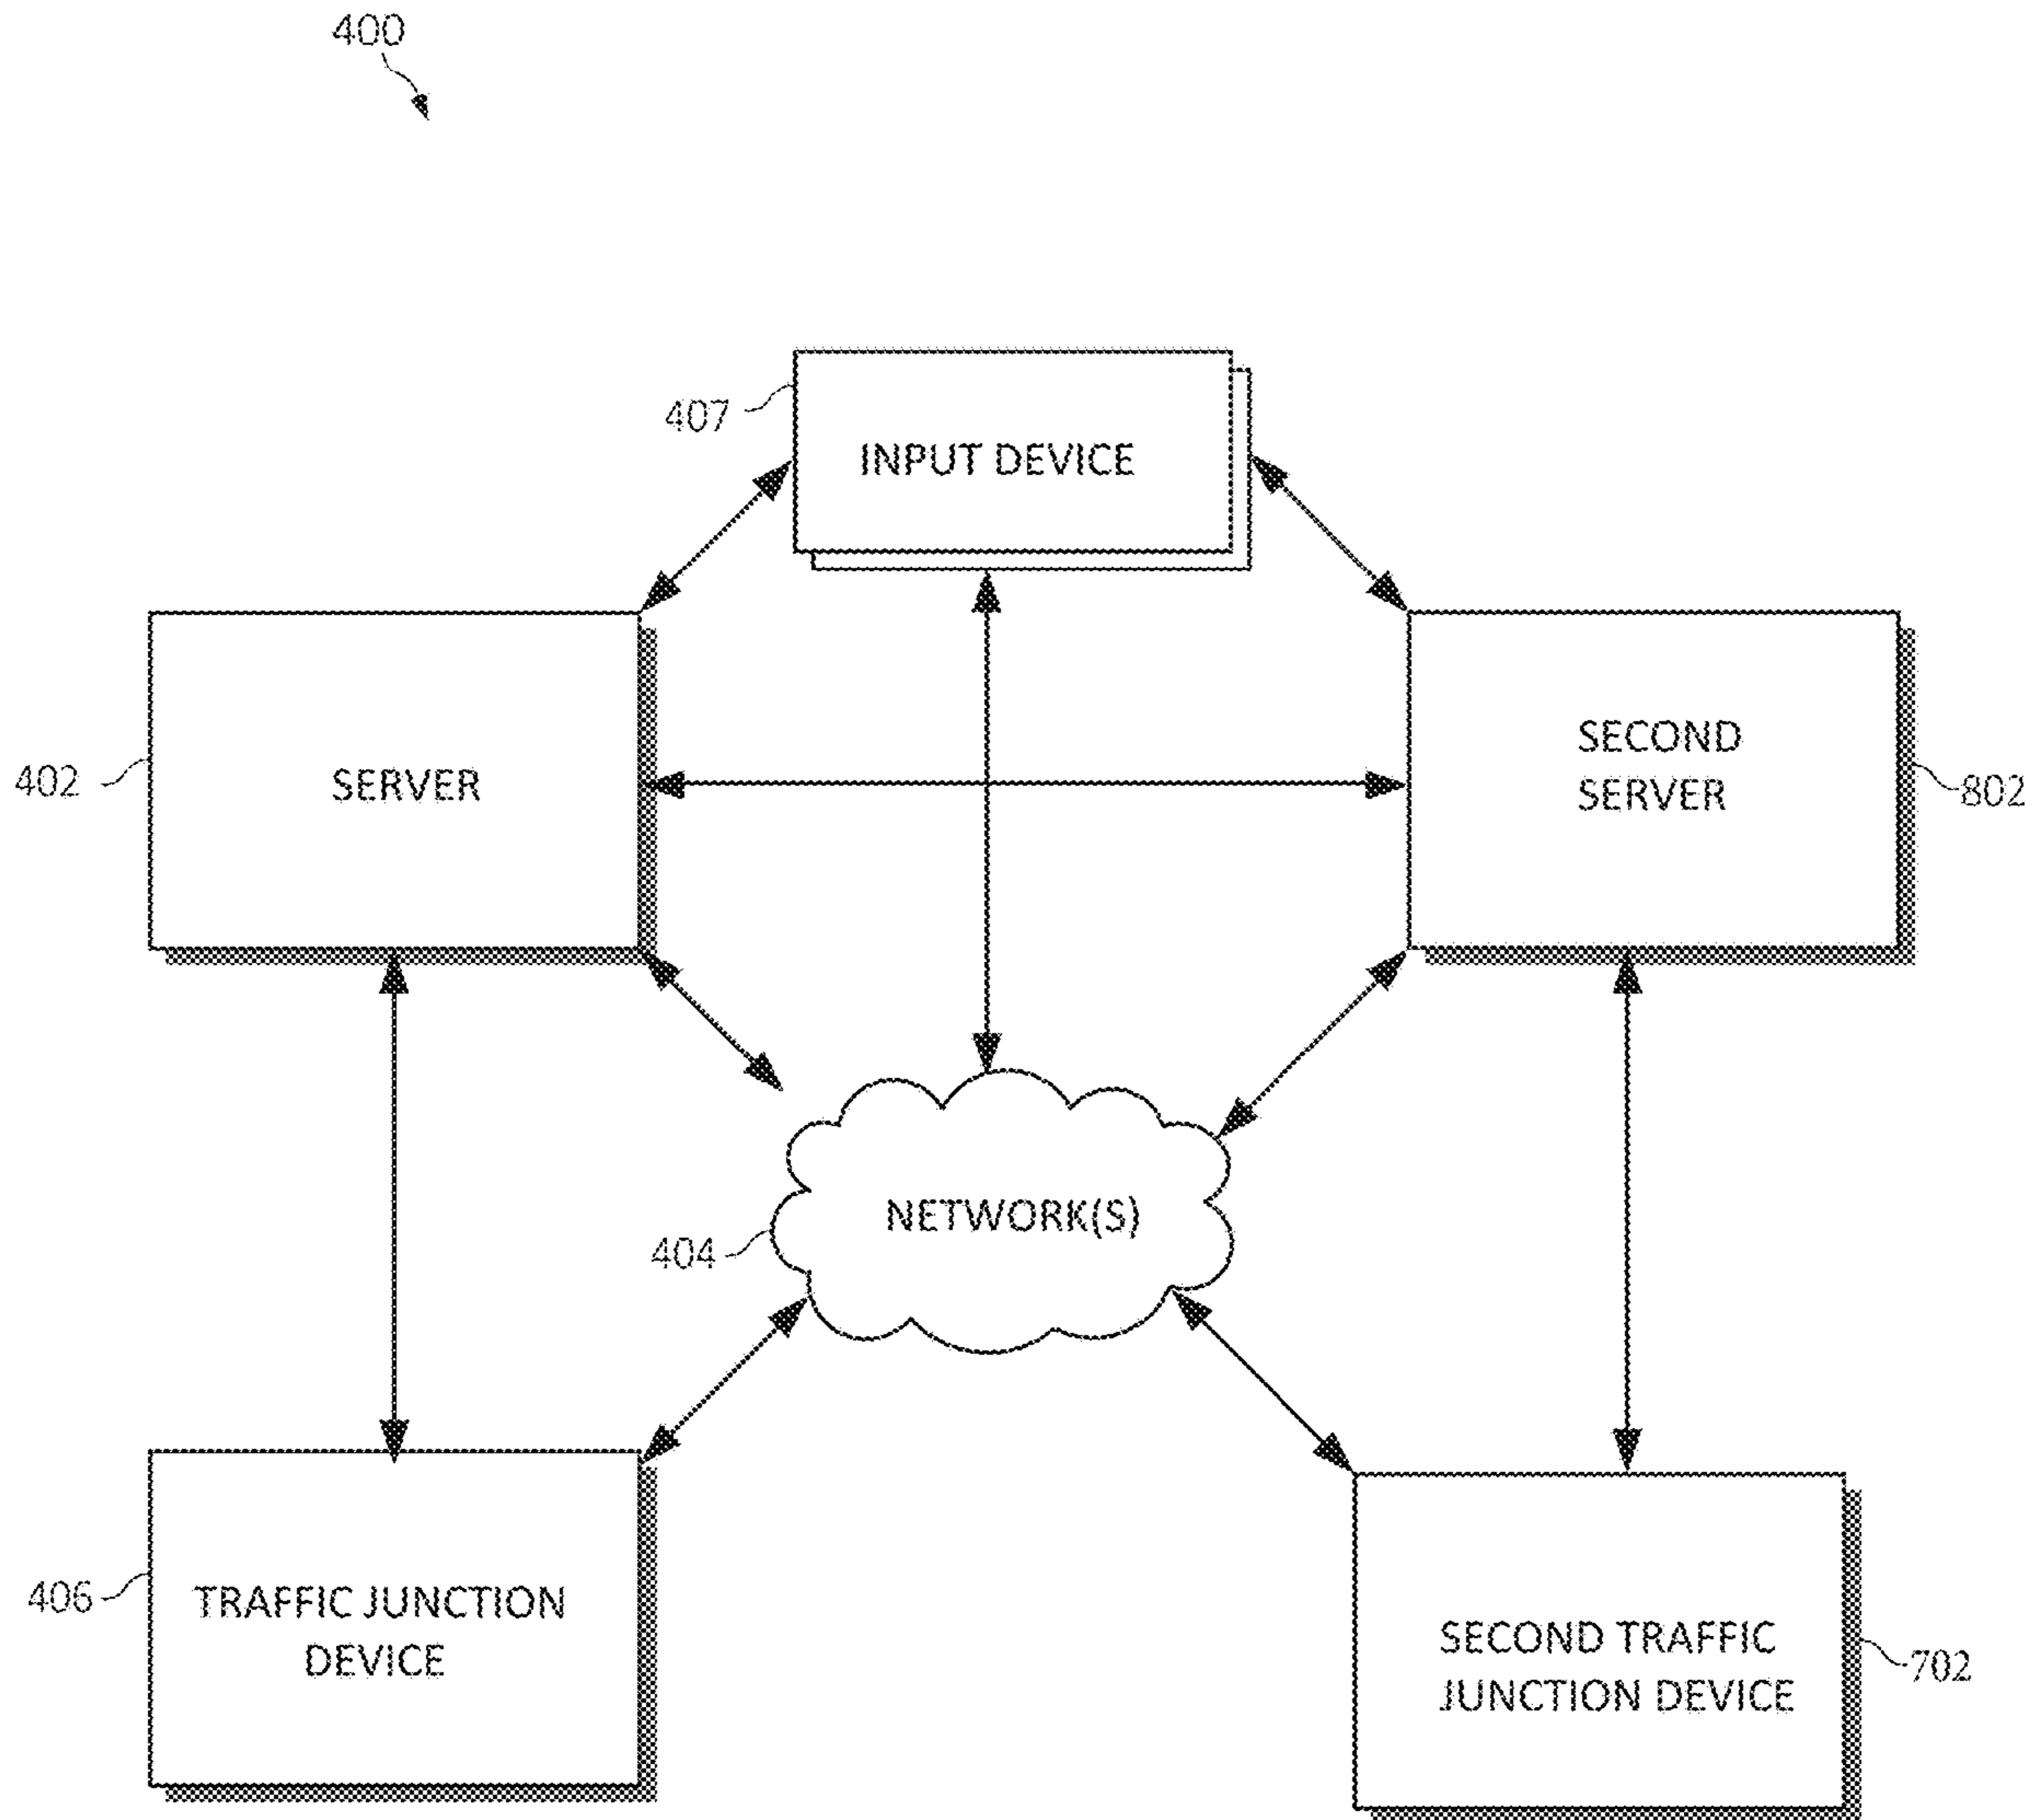 400
407
INPUT DEVICE
402
SERVER
SECOND
SERVER
802
404
NETWORK(S)
406
TRAFFIC JUNCTION
DEVICE
SECOND TRAFFIC
JUNCTION DEVICE
702